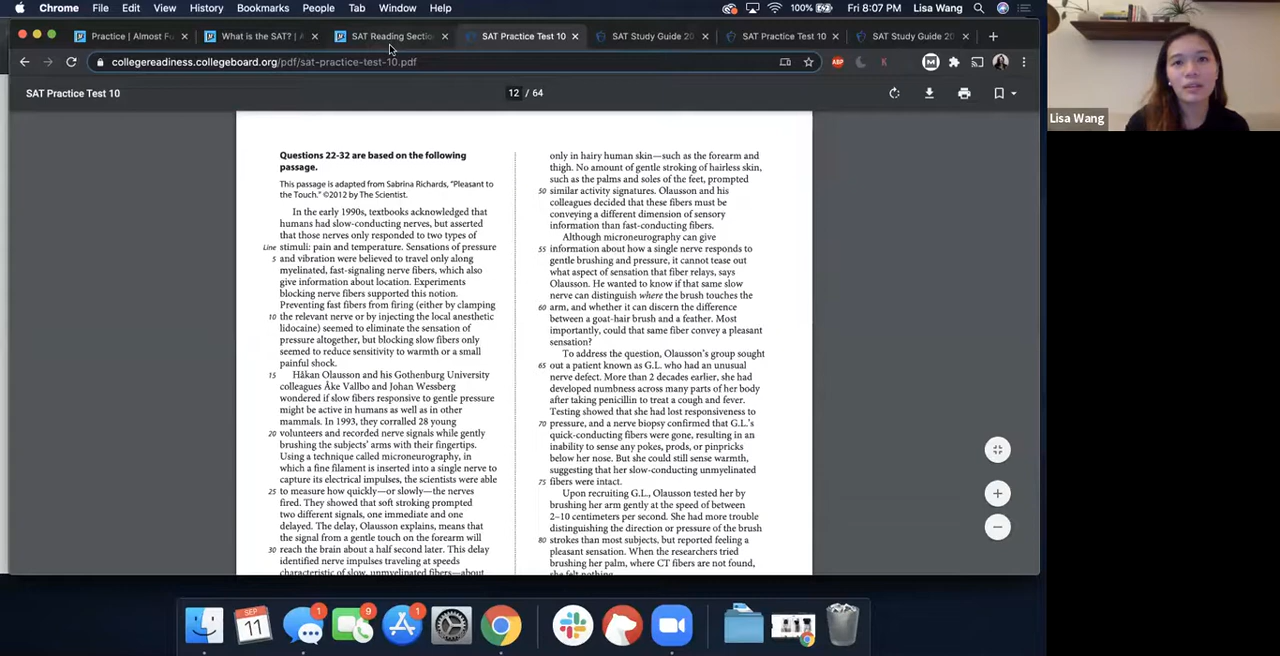 Chrome File Edit View History Bookmarks People Tab Window Help 100% Fri 8:07 PM Lisa Wang
Practice | Almost F What is the SAT? | A SAT Reading Sectio SAT Practice Test 10 SAT Study Guide 20 SAT Practice Test 10 SAT Study Guide 20
collegereadiness.collegeboard.org/pdf/sat-practice-test-10.pdf ABP M K
SAT Practice Test 10 12 / 64
Lisa Wang
Questions 22-32 are based on the following
passage.
This passage is adapted from Sabrina Richards, "Pleasant to
the Touch." ©2012 by The Scientist.
In the early 1990s, textbooks acknowledged that
humans had slow-conducting nerves, but asserted
that those nerves only responded to two types of
Line stimuli: pain and temperature. Sensations of pressure
5 and vibration were believed to travel only along
myelinated, fast-signaling nerve fibers, which also
give information about location. Experiments
blocking nerve fibers supported this notion.
Preventing fast fibers from firing (either by clamping
10 the relevant nerve or by injecting the local anesthetic
lidocaine) seemed to eliminate the sensation of
pressure altogether, but blocking slow fibers only
seemed to reduce sensitivity to warmth or a small
painful shock.
15 Håkan Olausson and his Gothenburg University
colleagues Åke Vallbo and Johan Wessberg
wondered if slow fibers responsive to gentle pressure
might be active in humans as well as in other
mammals. In 1993, they corralled 28 young
20 volunteers and recorded nerve signals while gently
brushing the subjects' arms with their fingertips.
Using a technique called microneurography, in
which a fine filament is inserted into a single nerve to
capture its electrical impulses, the scientists were able
25 to measure how quickly—or slowly—the nerves
fired. They showed that soft stroking prompted
two different signals, one immediate and one
delayed. The delay, Olausson explains, means that
the signal from a gentle touch on the forearm will
30 reach the brain about a half second later. This delay
identified nerve impulses traveling at speeds
characteristic of slow, unmyelinated fibers—about
only in hairy human skin—such as the forearm and
thigh. No amount of gentle stroking of hairless skin,
such as the palms and soles of the feet, prompted
50 similar activity signatures. Olausson and his
colleagues decided that these fibers must be
conveying a different dimension of sensory
information than fast-conducting fibers.
Although microneurography can give
55 information about how a single nerve responds to
gentle brushing and pressure, it cannot tease out
what aspect of sensation that fiber relays, says
Olausson. He wanted to know if that same slow
nerve can distinguish where the brush touches the
60 arm, and whether it can discern the difference
between a goat-hair brush and a feather. Most
importantly, could that same fiber convey a pleasant
sensation?
To address the question, Olausson's group sought
65 out a patient known as G.L. who had an unusual
nerve defect. More than 2 decades earlier, she had
developed numbness across many parts of her body
after taking penicillin to treat a cough and fever.
Testing showed that she had lost responsiveness to
70 pressure, and a nerve biopsy confirmed that G.L.'s
quick-conducting fibers were gone, resulting in an
inability to sense any pokes, prods, or pinpricks
below her nose. But she could still sense warmth,
suggesting that her slow-conducting unmyelinated
75 fibers were intact.
Upon recruiting G.L., Olausson tested her by
brushing her arm gently at the speed of between
2–10 centimeters per second. She had more trouble
distinguishing the direction or pressure of the brush
80 strokes than most subjects, but reported feeling a
pleasant sensation. When the researchers tried
brushing her palm, where CT fibers are not found,
she felt nothing.
SEP
11
1
9
1